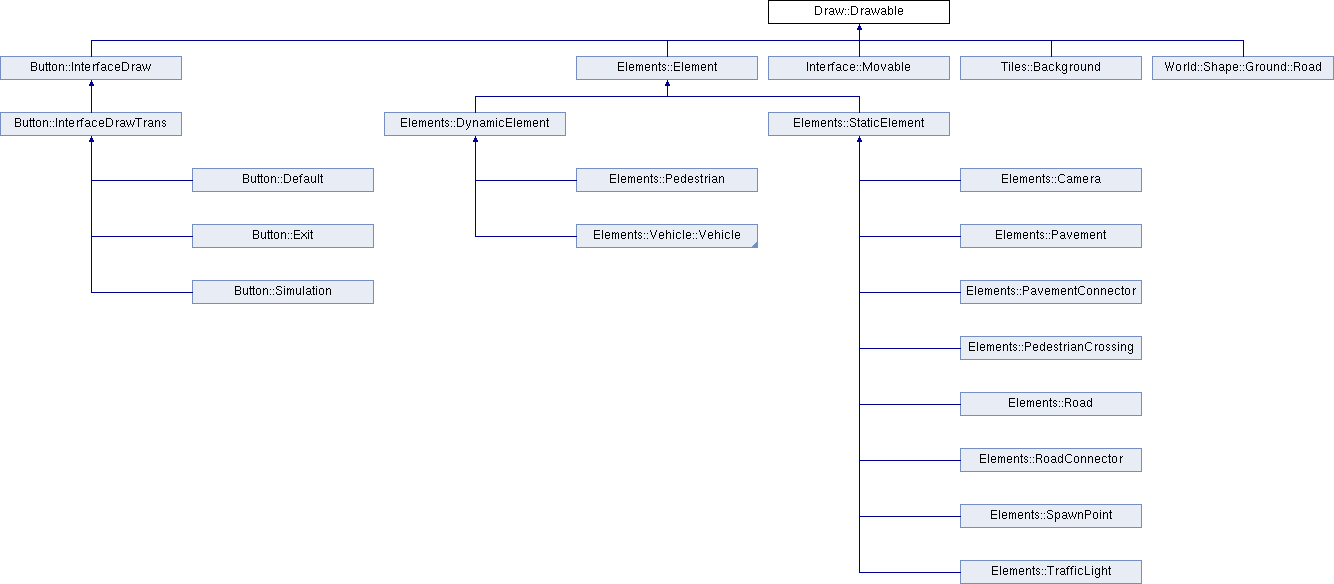 Draw::Drawable
Button::InterfaceDraw
Elements::Element
Interface::Movable
Tiles::Background
World::Shape::Ground::Road
Button::InterfaceDrawTrans
Elements::DynamicElement
Elements::StaticElement
Button::Default
Elements::Pedestrian
Elements::Camera
Button::Exit
Elements::Vehicle::Vehicle
Elements::Pavement
Button::Simulation
Elements::PavementConnector
Elements::PedestrianCrossing
Elements::Road
Elements::RoadConnector
Elements::SpawnPoint
Elements::TrafficLight